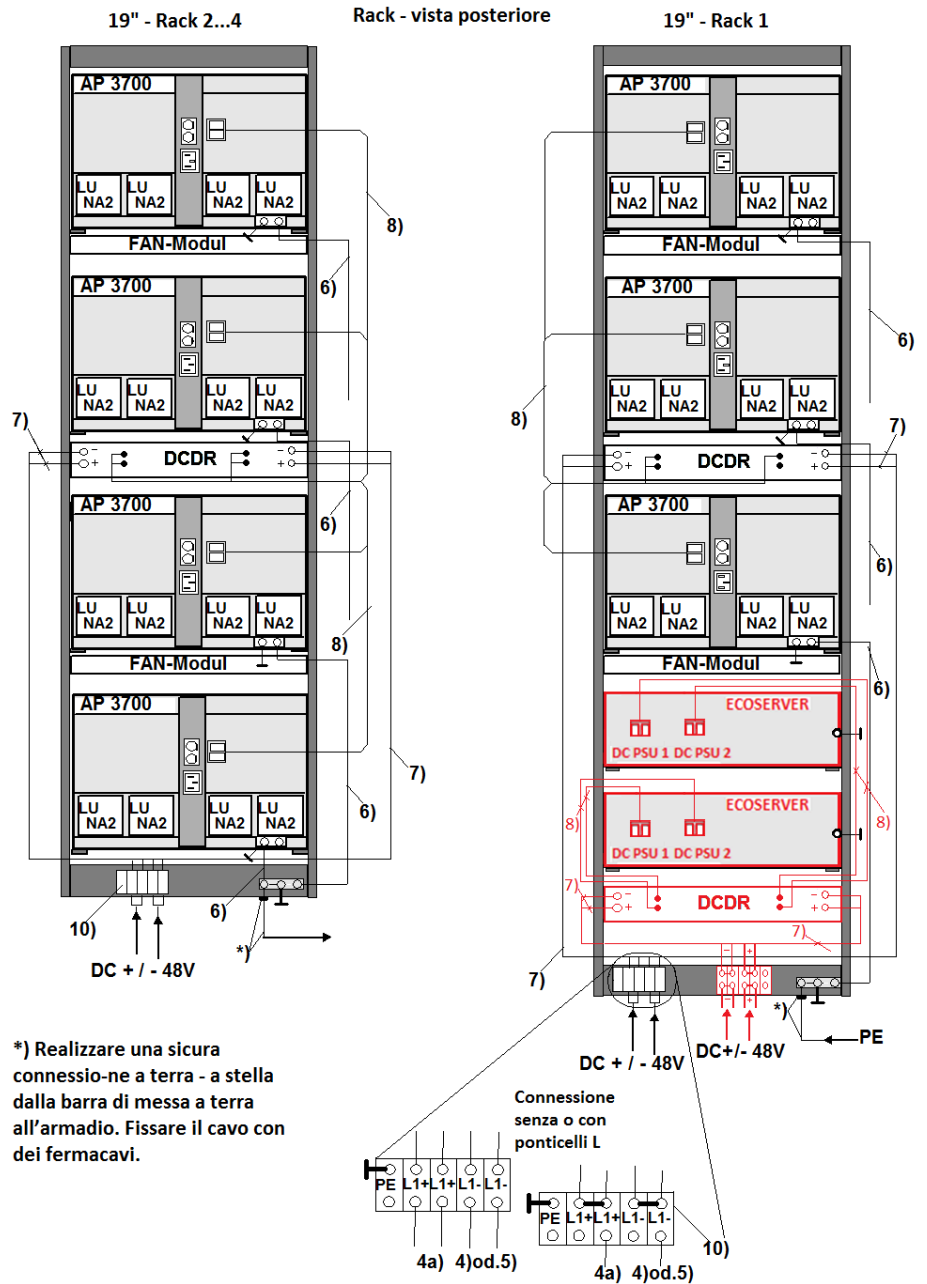 Rack - vista posteriore
19" - Rack 2...4
AP 3700
LU NA2
LU NA2
LU NA2
LU NA2
FAN-Modul
8)
6)
AP 3700
LU NA2
LU NA2
LU NA2
LU NA2
7)
- +
DCDR
- +
6)
AP 3700
LU NA2
LU NA2
LU NA2
LU NA2
8)
FAN-Modul
AP 3700
7)
6)
LU NA2
LU NA2
LU NA2
LU NA2
10)
6)
*)
DC + / - 48V
19" - Rack 1
AP 3700
LU NA2
LU NA2
LU NA2
LU NA2
FAN-Modul
6)
AP 3700
8)
LU NA2
LU NA2
LU NA2
LU NA2
7)
- +
DCDR
- +
AP 3700
6)
LU NA2
LU NA2
LU NA2
LU NA2
FAN-Modul
6)
ECOSERVER
DC PSU 1 DC PSU 2
ECOSERVER
8)
8)
DC PSU 1 DC PSU 2
7)
- +
DCDR
- +
7)
7)
- +
- +
*)
PE
DC + / - 48V
DC+/- 48V
*) Realizzare una sicura
connessio-ne a terra - a stella
dalla barra di messa a terra
all'armadio. Fissare il cavo con
dei fermacavi.
Connessione
senza o con
ponticelli L
PE L1+ L1+ L1- L1-
4a) 4)od.5)
PE L1+ L1+ L1- L1-
10)
4a) 4)od.5)